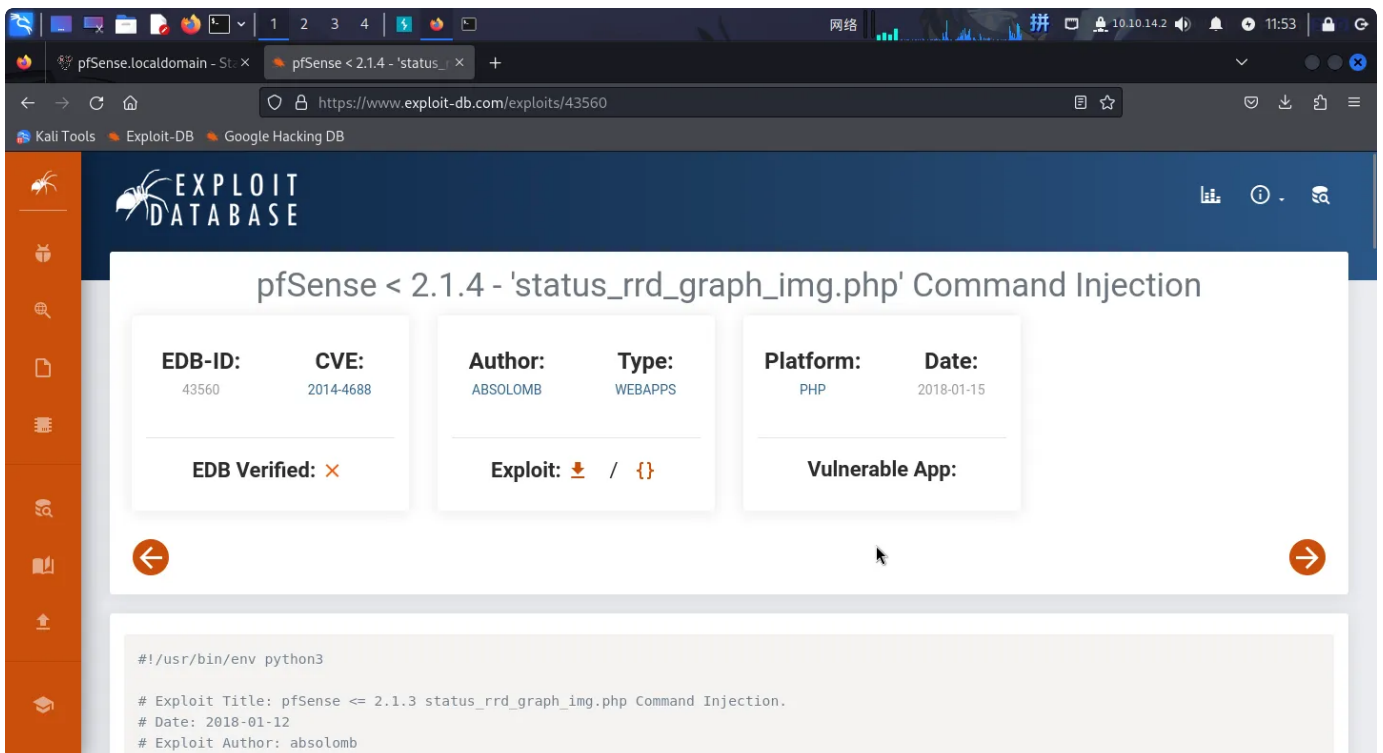 1 2 3 4 网络 拼 10.10.14.2 11:53
pfSense.localdomain - Sta pfSense < 2.1.4 - 'status_r
https://www.exploit-db.com/exploits/43560
Kali Tools Exploit-DB Google Hacking DB
EXPLOIT
DATABASE
pfSense < 2.1.4 - 'status_rrd_graph_img.php' Command Injection
EDB-ID: CVE: Author: Type: Platform: Date:
43560 2014-4688 ABSOLOMB WEBAPPS PHP 2018-01-15
EDB Verified: Exploit: / {} Vulnerable App:
#!/usr/bin/env python3
# Exploit Title: pfSense <= 2.1.3 status_rrd_graph_img.php Command Injection.
# Date: 2018-01-12
# Exploit Author: absolomb